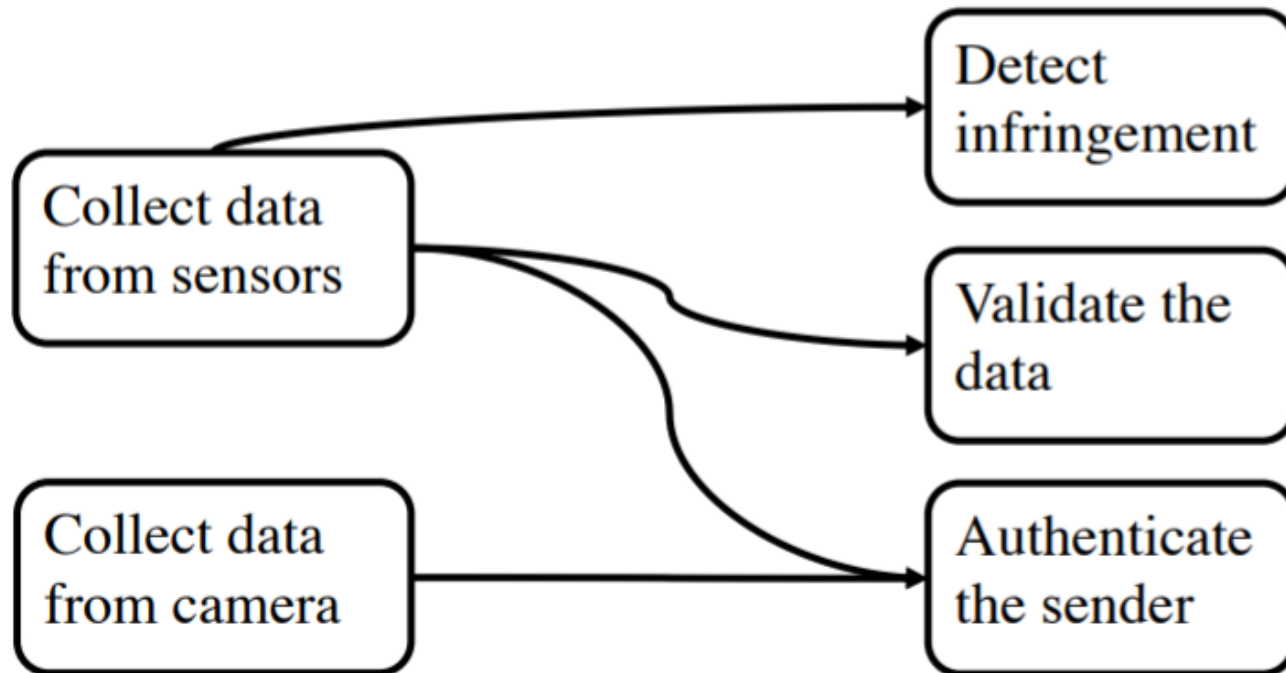 Detect
infringement
Collect data
from sensors
Validate the
data
Collect data
from camera
Authenticate
the sender